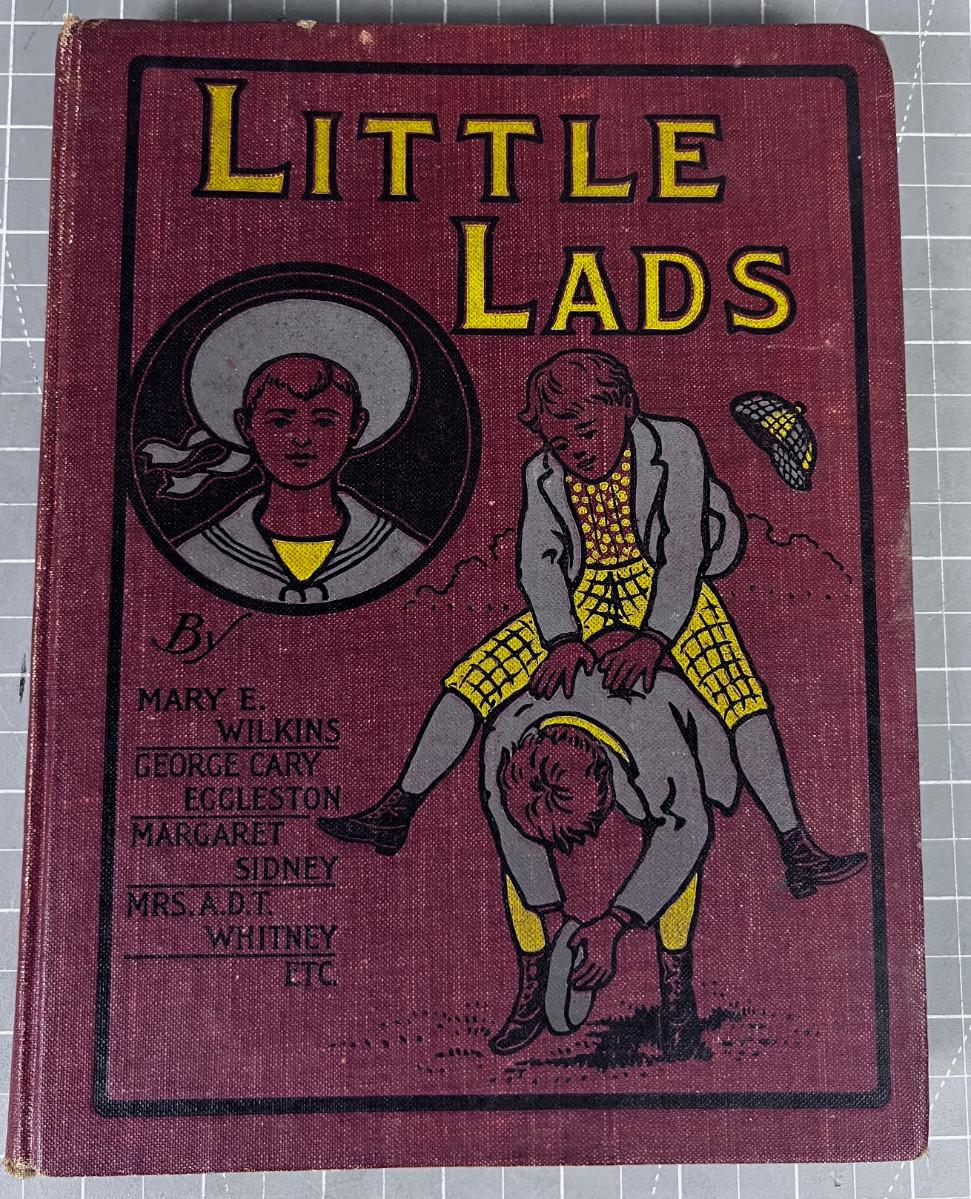 LITTLE
LADS
By
MARY E.
WILKINS
GEORGE CARY
EGGLESTON
MARGARET
SIDNEY
MRS. A.D.T.
WHITNEY
ETC.